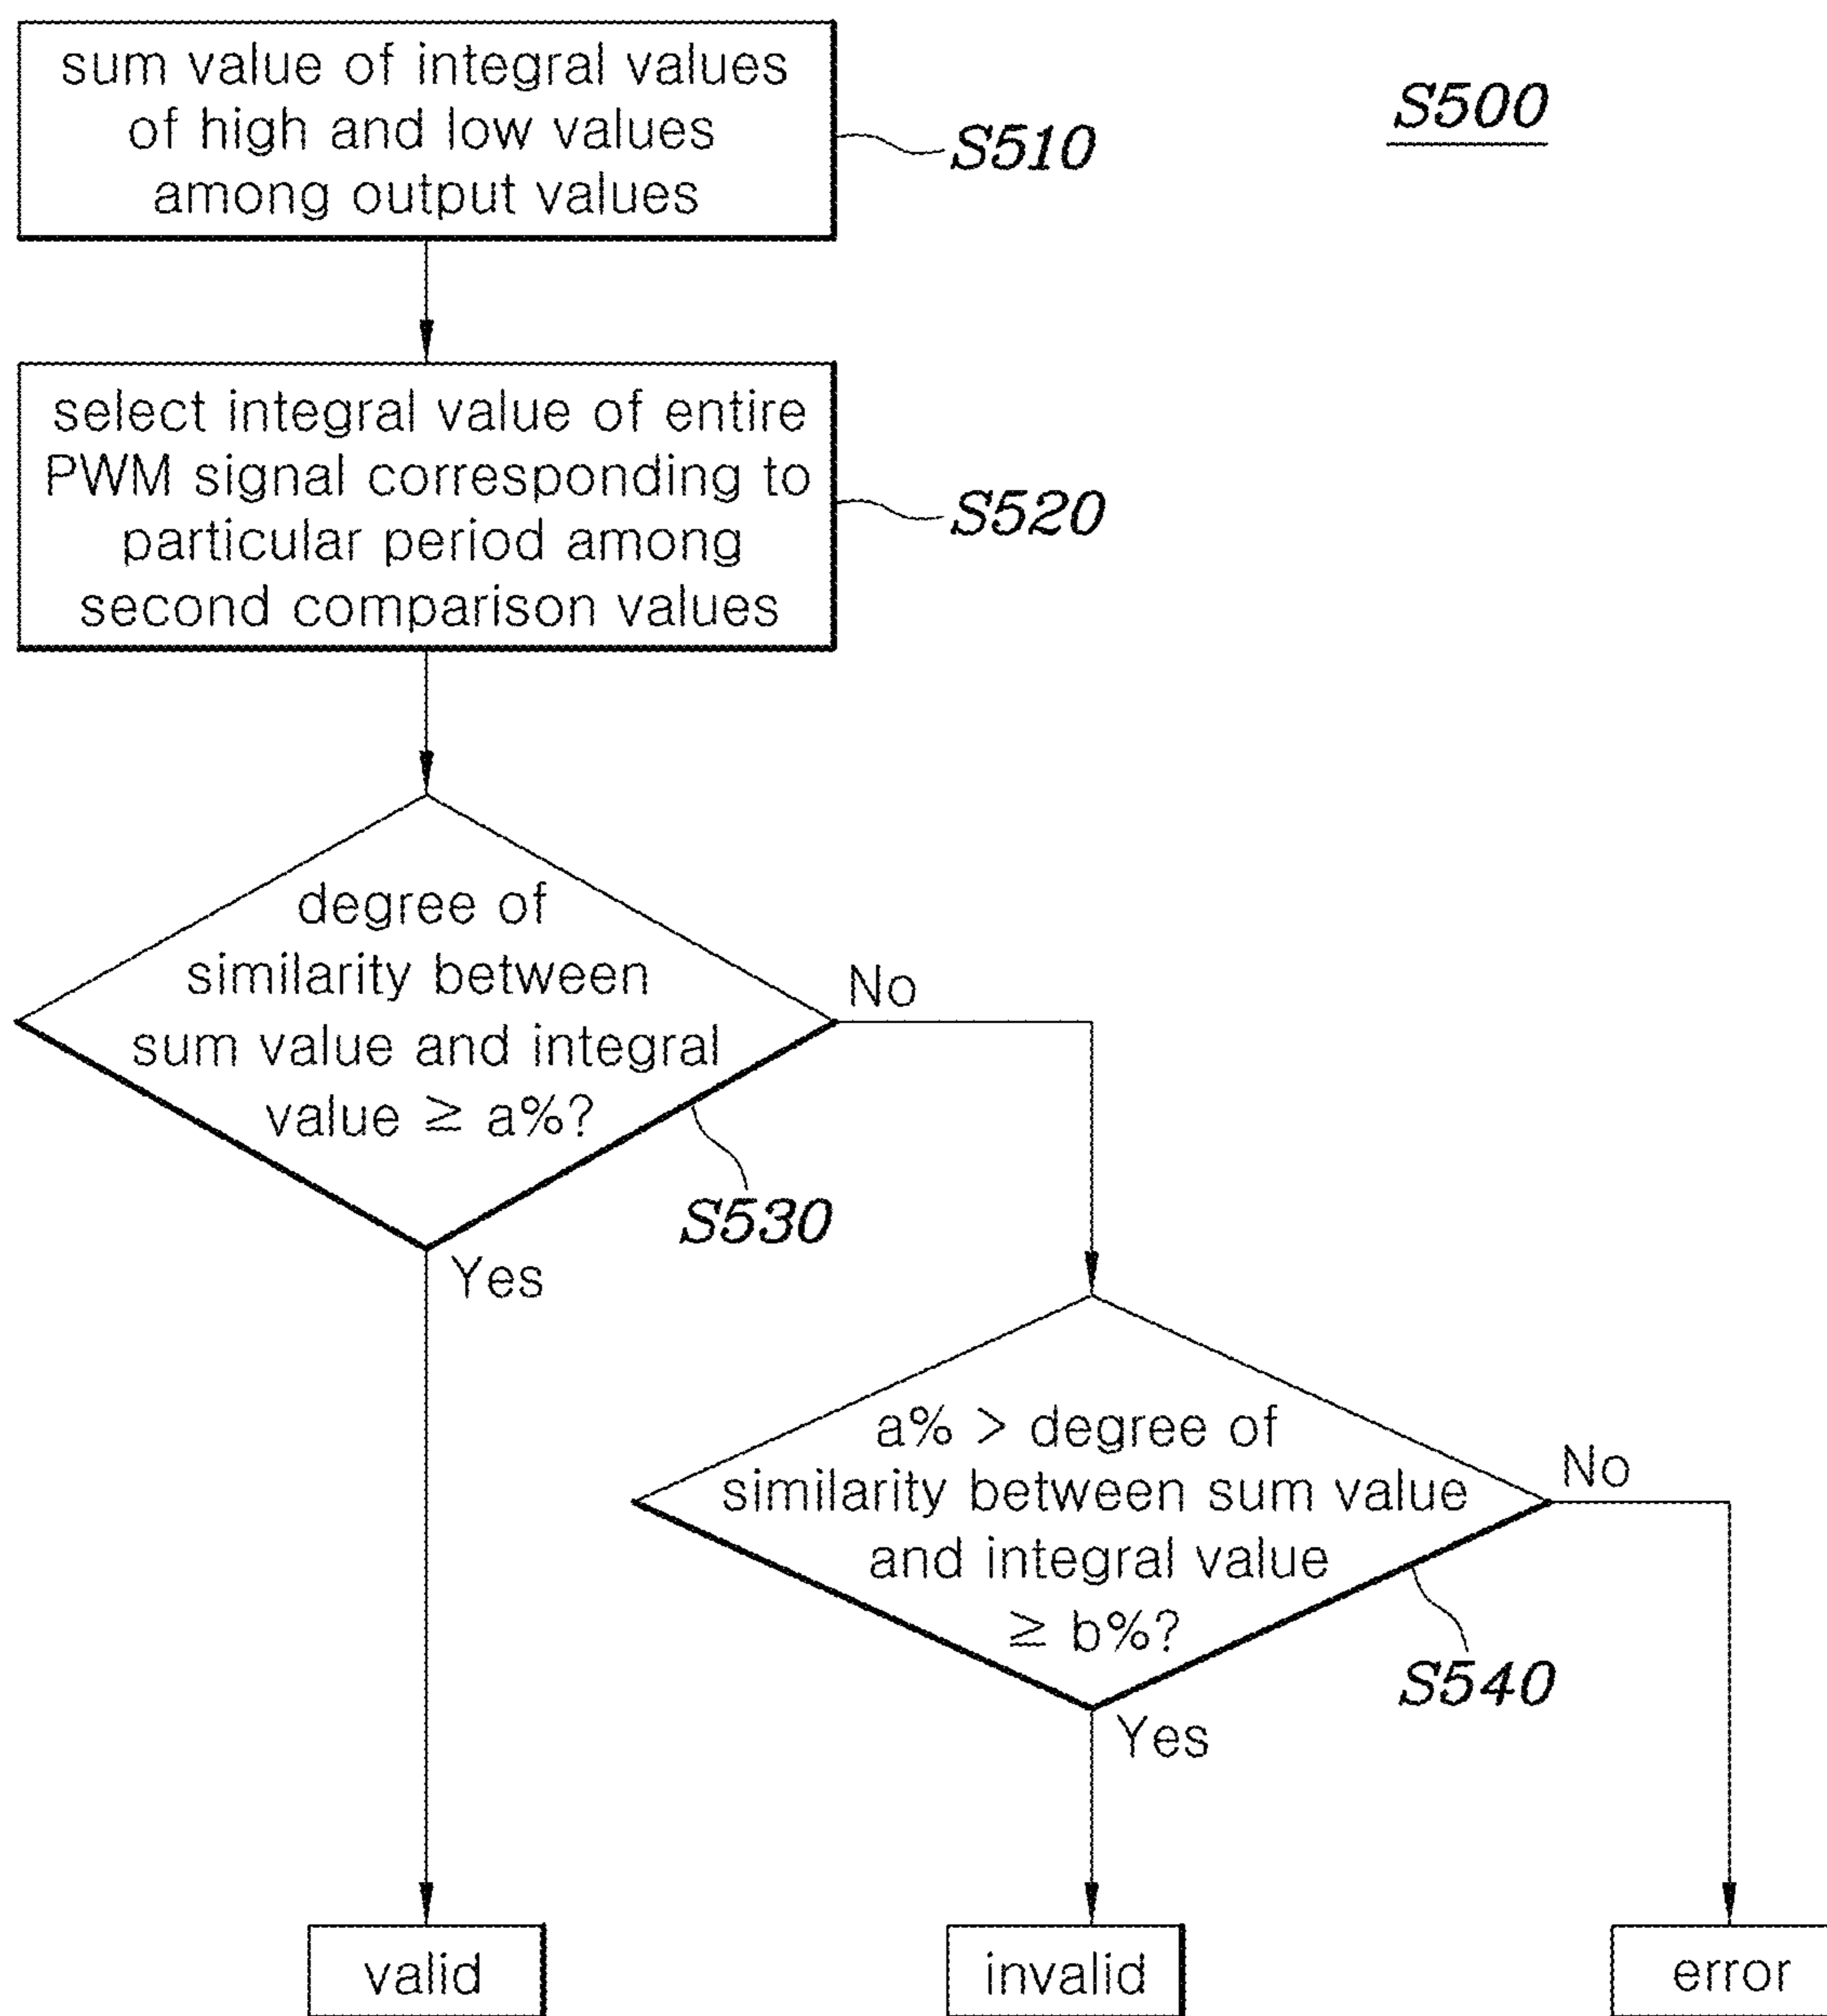 sum value of integral values
of high and low values
among output values
S510
S500
select integral value of entire
PWM signal corresponding to
particular period among
second comparison values
S520
degree of
similarity between
sum value and integral
value ≧ a%?
No
S530
Yes
a% > degree of
similarity between sum value
and integral value
≧ b%?
No
S540
Yes
valid
invalid
error